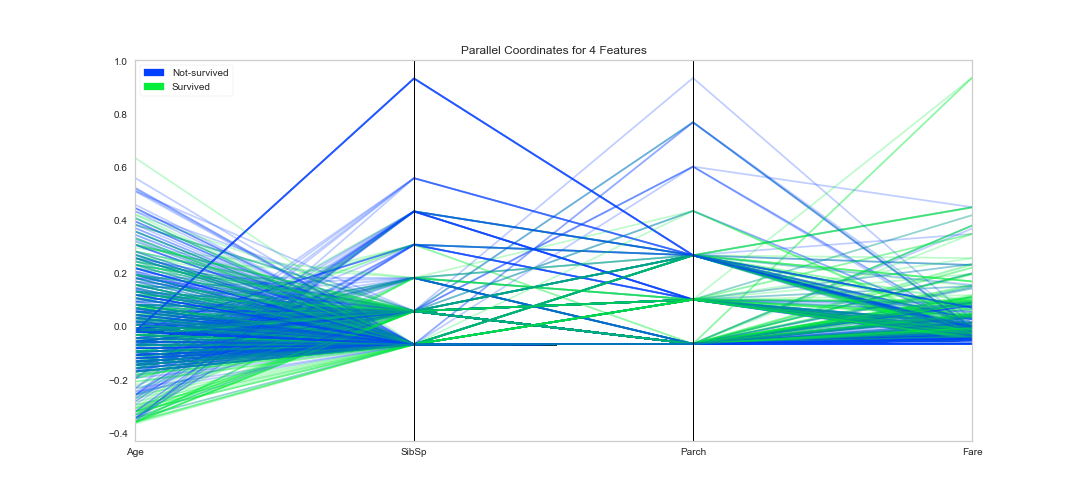 Parallel Coordinates for 4 Features
Not-survived
Survived
1.0
0.8
0.6
0.4
0.2
0.0
−0.2
−0.4
Age
SibSp
Parch
Fare